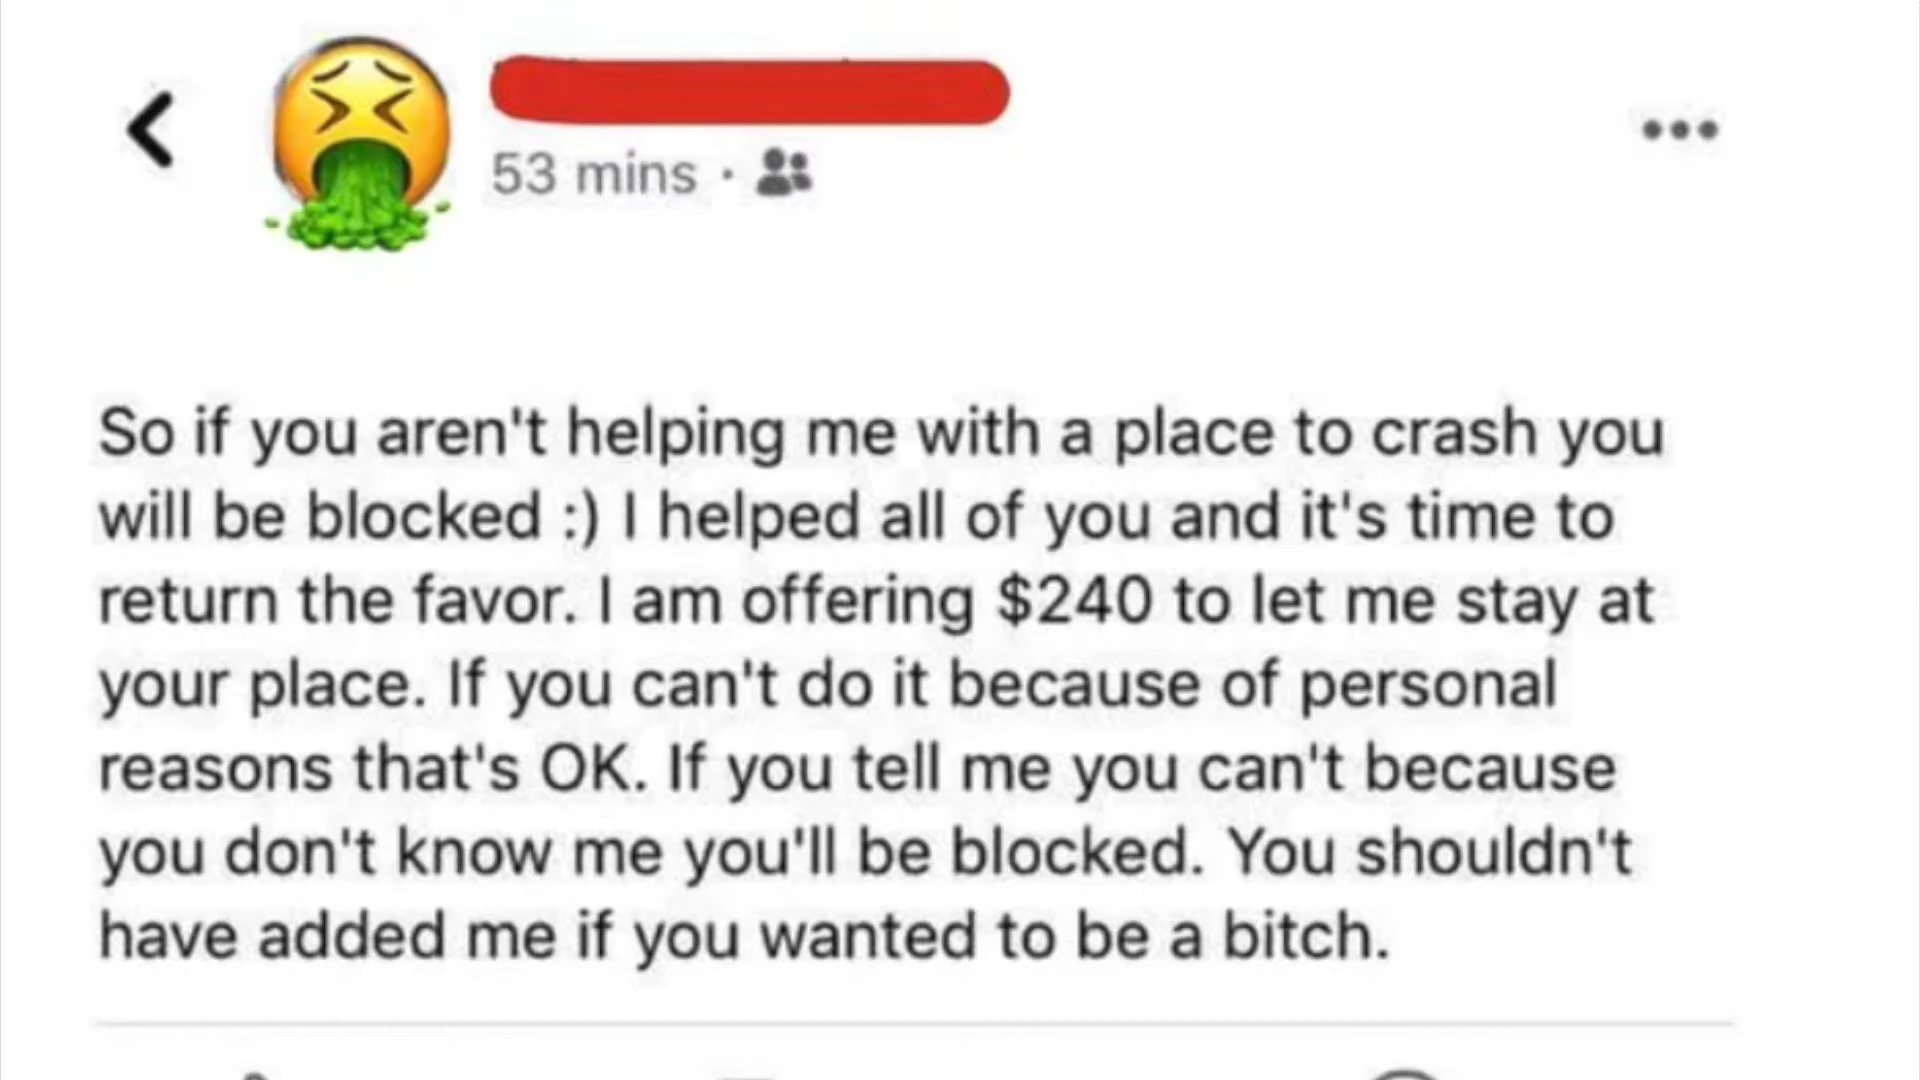 53 mins ·
So if you aren't helping me with a place to crash you
will be blocked :) I helped all of you and it's time to
return the favor. I am offering $240 to let me stay at
your place. If you can't do it because of personal
reasons that's OK. If you tell me you can't because
you don't know me you'll be blocked. You shouldn't
have added me if you wanted to be a bitch.